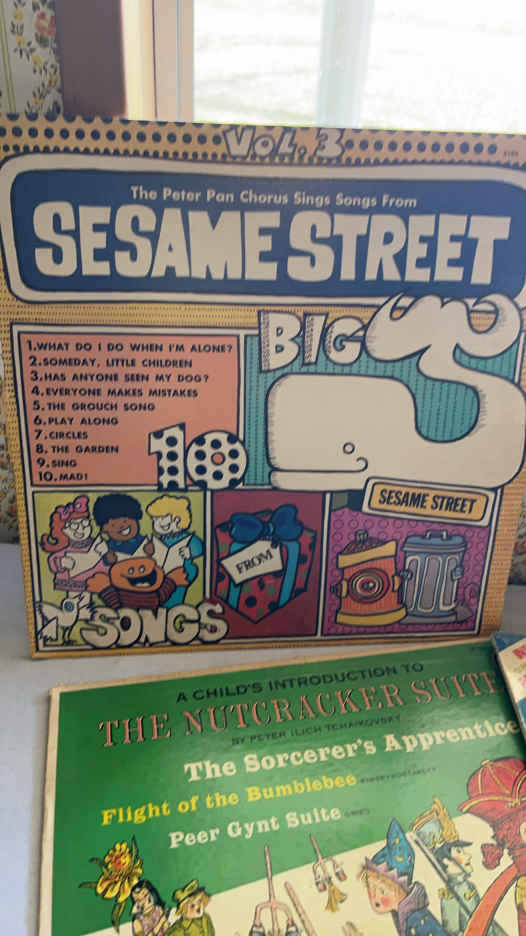 VOL. 3
The Peter Pan Chorus Sings Songs From
SESAME STREET
1. WHAT DO I DO WHEN I'M ALONE?
2. SOMEDAY, LITTLE CHILDREN
3. HAS ANYONE SEEN MY DOG?
4. EVERYONE MAKES MISTAKES
5. THE GROUCH SONG
6. PLAY ALONG
7. CIRCLES
8. THE GARDEN
9. SING
10. MAD!
10
BIG
SONGS
FROM
SESAME STREET
A CHILD'S INTRODUCTION TO
THE NUTCRACKER SUITE
BY PETER ILICH TCHAIKOVSKY
The Sorcerer's Apprentice
Flight of the Bumblebee
Peer Gynt Suite